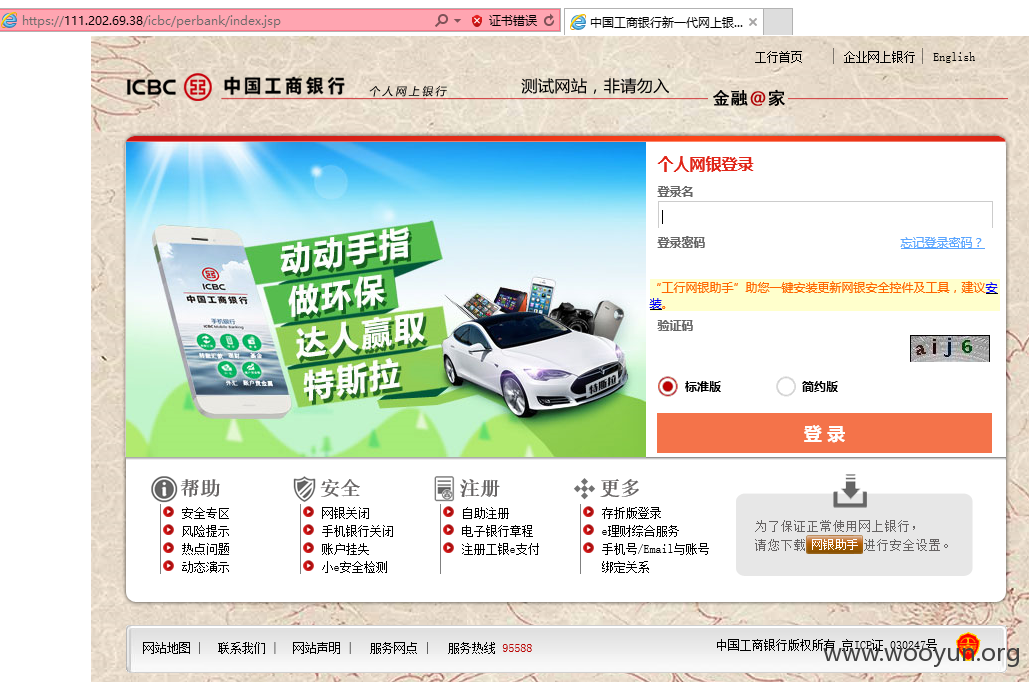 https://111.202.69.38/icbc/perbank/index.jsp
证书错误
中国工商银行新一代网上银...
工行首页
企业网上银行
English
ICBC 中国工商银行
个人网上银行
测试网站，非请勿入
金融@家
个人网银登录
登录名
登录密码
忘记登录密码？
“工行网银助手”助您一键安装更新网银安全控件及工具，建议安
装。
验证码
aij6
标准版
简约版
登录
动动手指
做环保
达人赢取
特斯拉
ICBC
中国工商银行
手机银行
ICBC Mobile Banking
外汇
账户贵金属
特斯拉
帮助
安全专区
风险提示
热点问题
动态演示
安全
网银关闭
手机银行关闭
账户挂失
小e安全检测
注册
自助注册
电子银行章程
注册工银e支付
更多
存折版登录
e理财综合服务
手机号/Email与账号
绑定关系
为了保证正常使用网上银行，
请您下载网银助手进行安全设置。
网站地图
联系我们
网站声明
服务网点
服务热线 95588
中国工商银行版权所有 京ICP证 030247号
www.wooyun.org